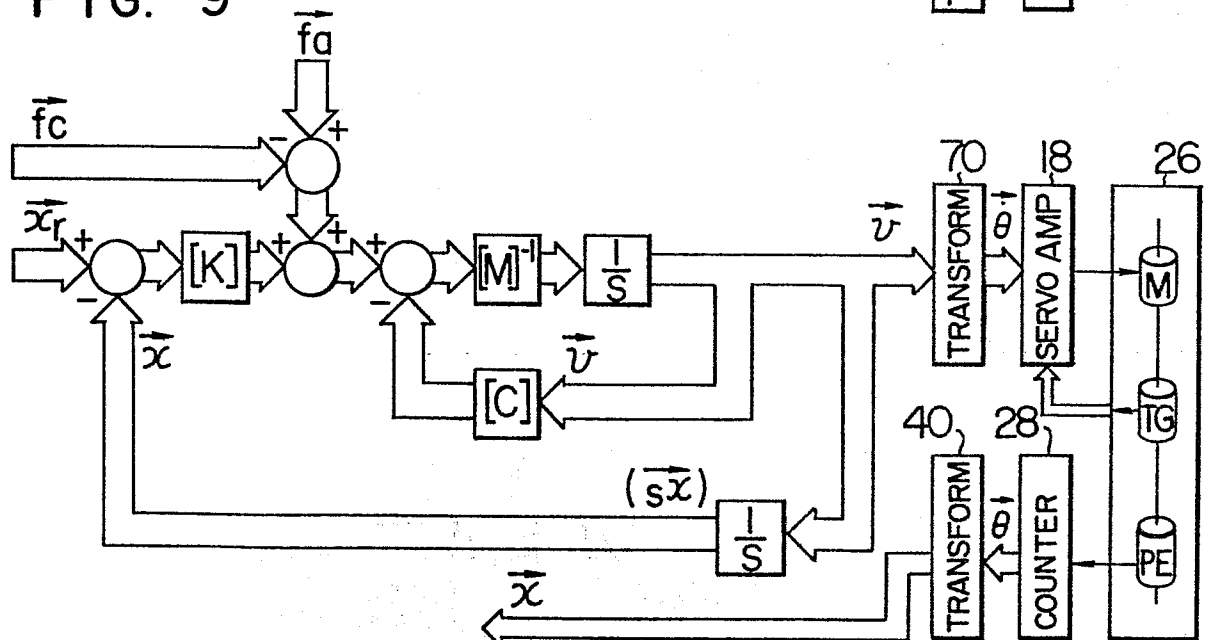 FIG. 9
fa
fc
+
-
70
18
26
xr
+
-
[K]
+
+
+
-
[M]-1
1/S
v
TRANSFORM
θ̇
SERVO AMP
M
x
v
[C]
TG
40
28
(sx)
1/S
TRANSFORM
θ
COUNTER
PE
x